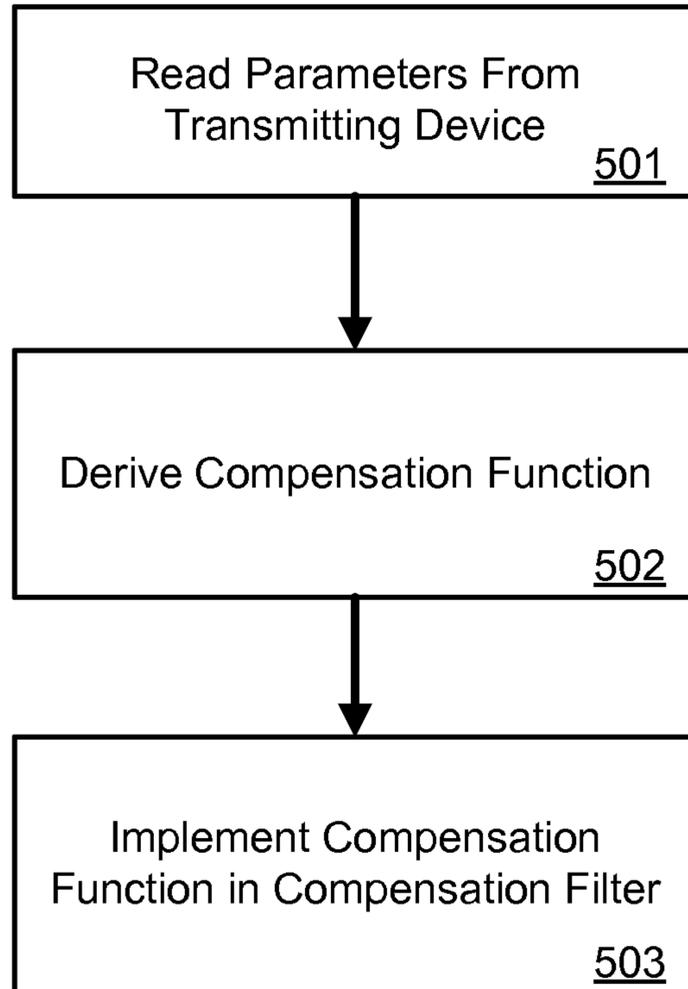 Read Parameters From
Transmitting Device
501
Derive Compensation Function
502
Implement Compensation
Function in Compensation Filter
503